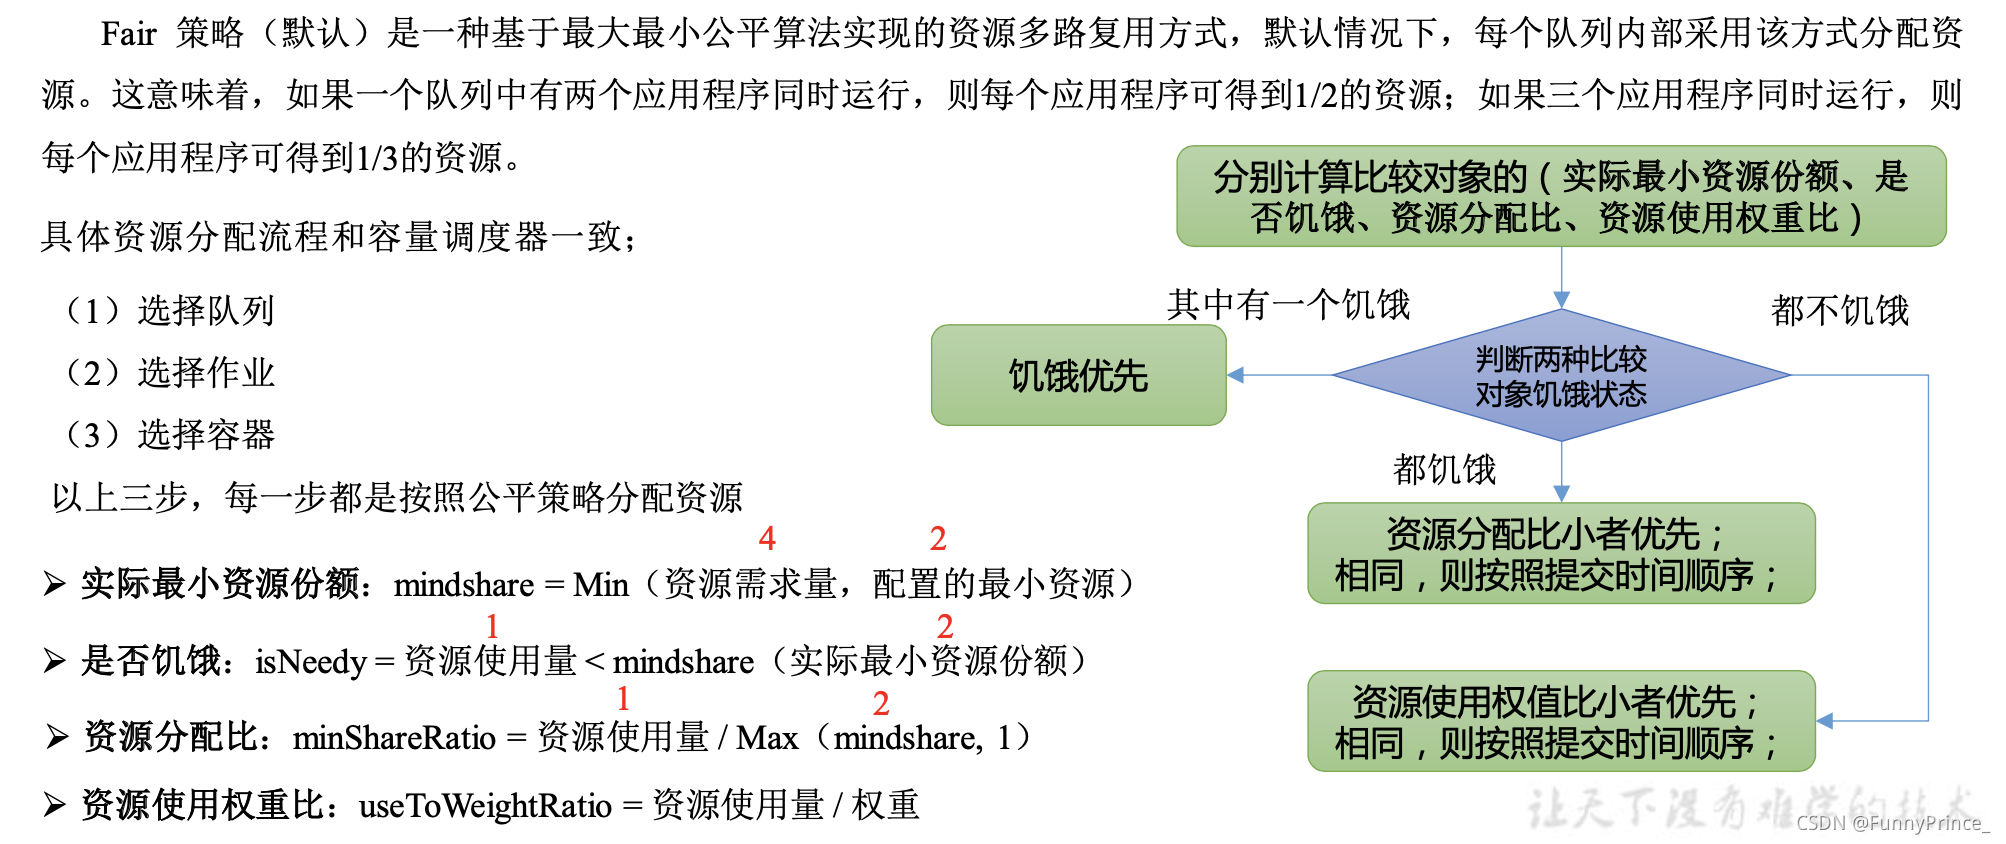 Fair 策略（默认）是一种基于最大最小公平算法实现的资源多路复用方式，默认情况下，每个队列内部采用该方式分配资
源。这意味着，如果一个队列中有两个应用程序同时运行，则每个应用程序可得到1/2的资源；如果三个应用程序同时运行，则
每个应用程序可得到1/3的资源。
具体资源分配流程和容量调度器一致；
（1）选择队列
（2）选择作业
（3）选择容器
以上三步，每一步都是按照公平策略分配资源
4 2
➢ 实际最小资源份额：mindshare = Min（资源需求量，配置的最小资源）
1 2
➢ 是否饥饿：isNeedy = 资源使用量 < mindshare（实际最小资源份额）
1 2
➢ 资源分配比：minShareRatio = 资源使用量 / Max（mindshare, 1）
➢ 资源使用权重比：useToWeightRatio = 资源使用量 / 权重
分别计算比较对象的（实际最小资源份额、是
否饥饿、资源分配比、资源使用权重比）
其中有一个饥饿
都不饥饿
饥饿优先
判断两种比较
对象饥饿状态
都饥饿
资源分配比小者优先；
相同，则按照提交时间顺序；
资源使用权值比小者优先；
相同，则按照提交时间顺序；
让天下没有难学的技术
CSDN @FunnyPrince_